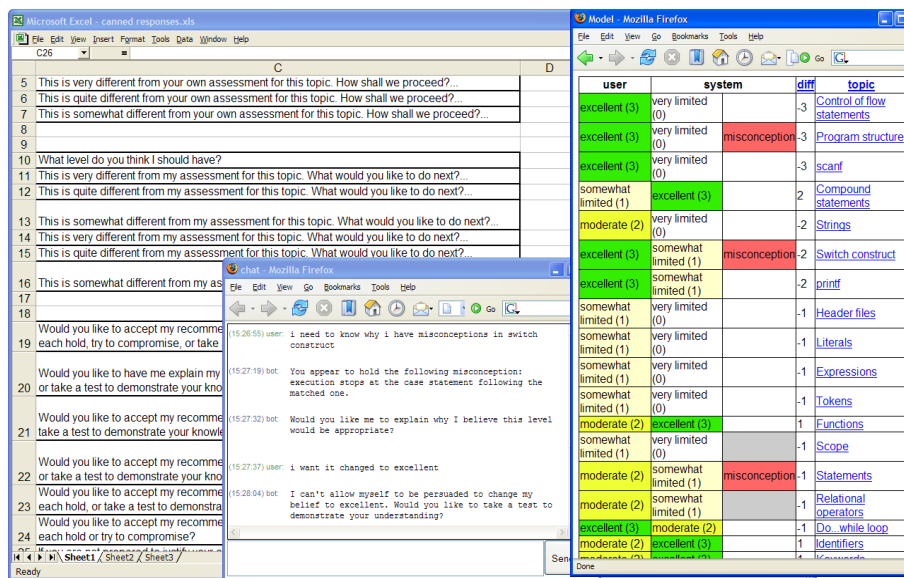 Microsoft Excel - canned responses.xls
File Edit View Insert Format Tools Data Window Help
C26 =
C D
5 This is very different from your own assessment for this topic. How shall we proceed?...
6 This is quite different from your own assessment for this topic. How shall we proceed?...
7 This is somewhat different from your own assessment for this topic. How shall we proceed?...
8
9
10 What level do you think I should have?
11 This is very different from my assessment for this topic. What would you like to do next?...
12 This is quite different from my assessment for this topic. What would you like to do next?...
13 This is somewhat different from my assessment for this topic. What would you like to do next?...
14 This is very different from my assessment for this topic. What would you like to do next?...
15 This is quite different from my assessment for this topic. What would you like to do next?...
16 This is somewhat different from my as
17
18
19 Would you like to accept my recomme
each hold, try to compromise, or take
20 Would you like to have me explain my
or take a test to demonstrate your kno
21 Would you like to accept my recomme
take a test to demonstrate your knowle
22 Would you like to accept my recomme
or take a test to demonstrate your kno
23 Would you like to accept my recomme
each hold, or take a test to demonstra
24 Would you like to accept my recomme
each hold or try to compromise?
Sheet1 Sheet2 Sheet3
Ready
chat - Mozilla Firefox
File Edit View Go Bookmarks Tools Help
Go G
(15:26:55) user: i need to know why i have misconceptions in switch
construct
(15:27:19) bot: You appear to hold the following misconception:
execution stops at the case statement following the
matched one.
(15:27:32) bot: Would you like me to explain why I believe this level
would be appropriate?
(15:27:37) user: i want it changed to excellent
(15:28:04) bot: I can't allow myself to be persuaded to change my
belief to excellent. Would you like to take a test to
demonstrate your understanding?
Send
Model - Mozilla Firefox
File Edit View Go Bookmarks Tools Help
Go G
user system diff topic
excellent (3) very limited (0) -3 Control of flow statements
excellent (3) very limited (0) misconception -3 Program structure
excellent (3) very limited (0) -3 scanf
somewhat limited (1) excellent (3) 2 Compound statements
moderate (2) very limited (0) -2 Strings
excellent (3) somewhat limited (1) misconception -2 Switch construct
excellent (3) somewhat limited (1) -2 printf
somewhat limited (1) very limited (0) -1 Header files
somewhat limited (1) very limited (0) -1 Literals
somewhat limited (1) very limited (0) -1 Expressions
somewhat limited (1) very limited (0) -1 Tokens
moderate (2) excellent (3) 1 Functions
somewhat limited (1) very limited (0) -1 Scope
moderate (2) somewhat limited (1) misconception -1 Statements
moderate (2) somewhat limited (1) -1 Relational operators
excellent (3) moderate (2) -1 Do...while loop
moderate (2) excellent (3) 1 Identifiers
Done